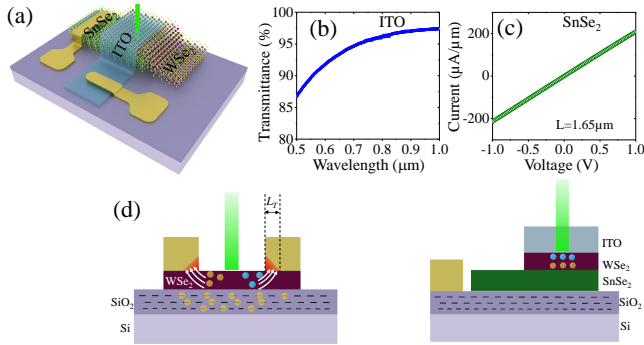 (a)
SnSe2
ITO
WSe2
(b)
ITO
Transmittance (%)
100
95
90
85
80
0.5 0.6 0.7 0.8 0.9 1.0
Wavelength (μm)
(c)
SnSe2
Current (μA/μm)
200
0
-200
L=1.65μm
-1.0 -0.5 0.0 0.5 1.0
Voltage (V)
(d)
LT
WSe2
SiO2
Si
ITO
WSe2
SnSe2
SiO2
Si